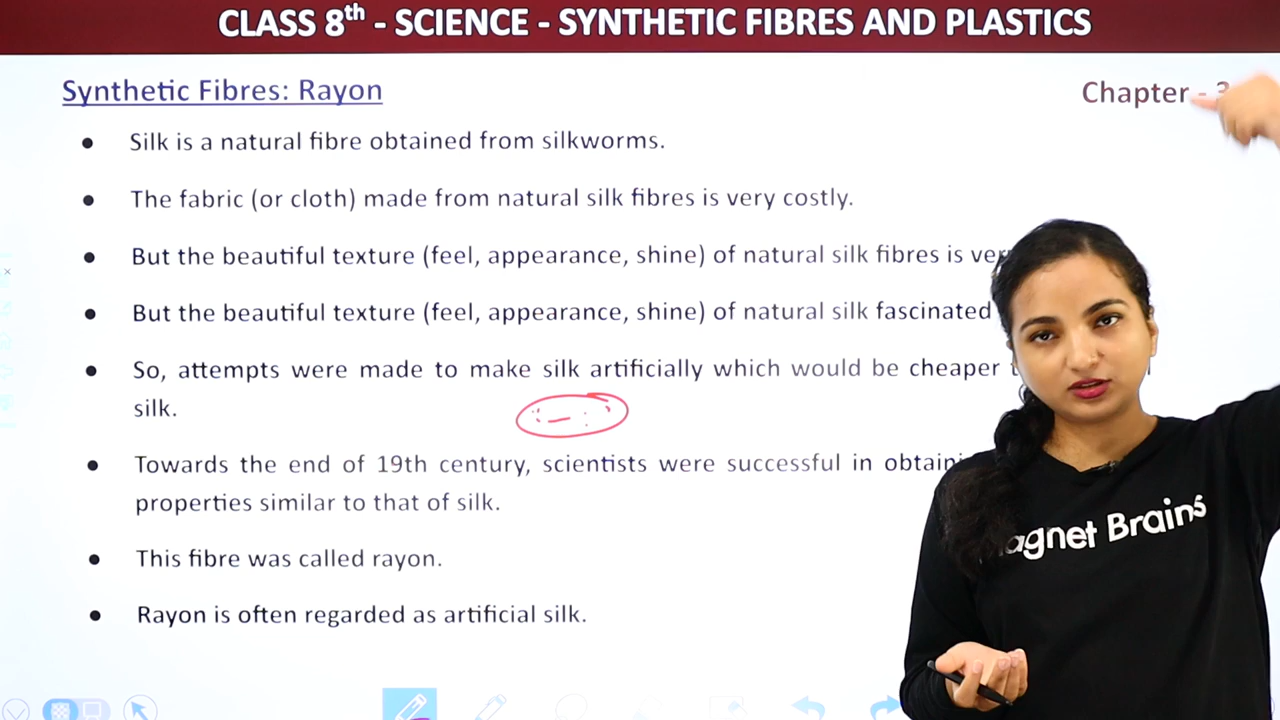 CLASS 8th - SCIENCE - SYNTHETIC FIBRES AND PLASTICS
Synthetic Fibres: Rayon
Chapter - 3
● Silk is a natural fibre obtained from silkworms.
● The fabric (or cloth) made from natural silk fibres is very costly.
● But the beautiful texture (feel, appearance, shine) of natural silk fibres is
● But the beautiful texture (feel, appearance, shine) of natural silk fascinated
● So, attempts were made to make silk artificially which would be cheaper
silk.
● Towards the end of 19th century, scientists were successful in
properties similar to that of silk.
● This fibre was called rayon.
● Rayon is often regarded as artificial silk.
agnet Brains